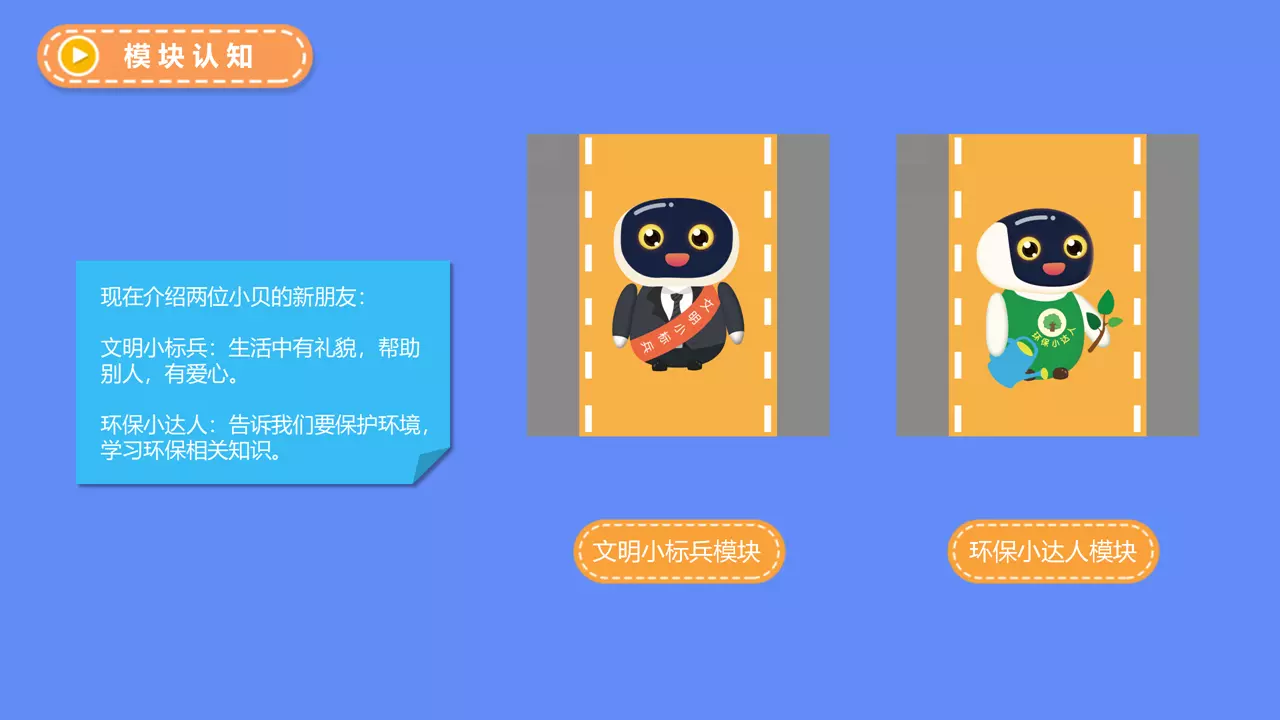 模块认知
现在介绍两位小贝的新朋友：
文明小标兵：生活中有礼貌，帮助
别人，有爱心。
环保小达人：告诉我们要保护环境，
学习环保相关知识。
文明小标兵
环保小达人
文明小标兵模块
环保小达人模块